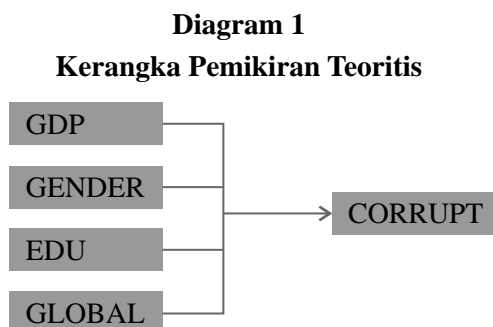 Diagram 1
Kerangka Pemikiran Teoritis
GDP
GENDER
CORRUPT
EDU
GLOBAL